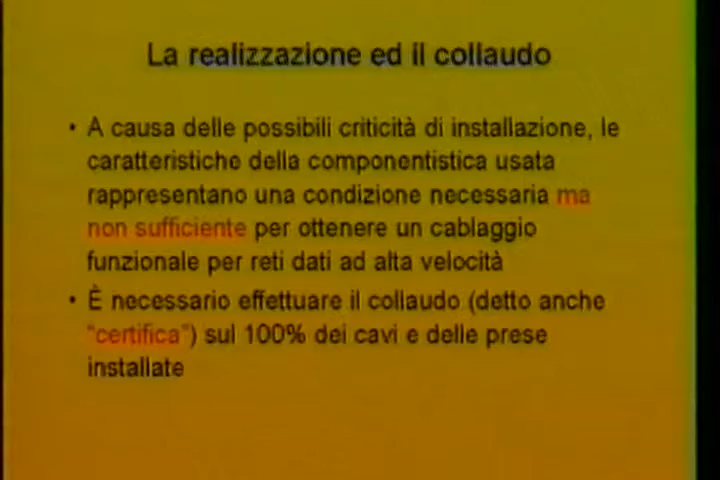 La realizzazione ed il collaudo
• A causa delle possibili criticità di installazione, le
caratteristiche della componentistica usata
rappresentano una condizione necessaria ma
non sufficiente per ottenere un cablaggio
funzionale per reti dati ad alta velocità
• È necessario effettuare il collaudo (detto anche
"certifica") sul 100% dei cavi e delle prese
installate